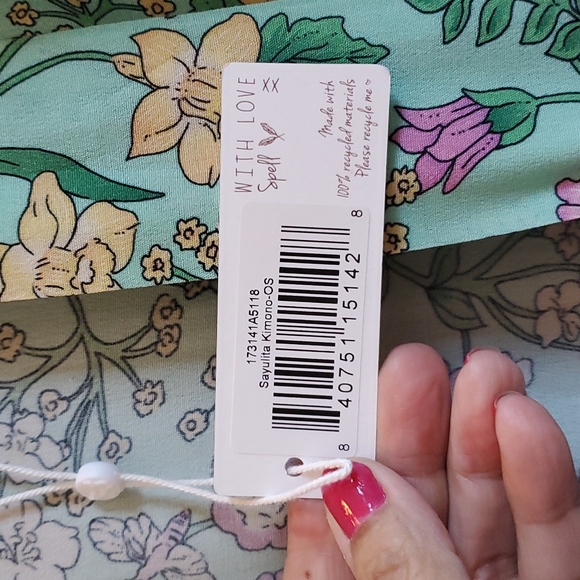 WITH LOVE
xx
Spell
Made with
100% recycled materials
Please recycle me ♡
173141A5118
Sayulita Kimono-OS
8 40751 15142 8